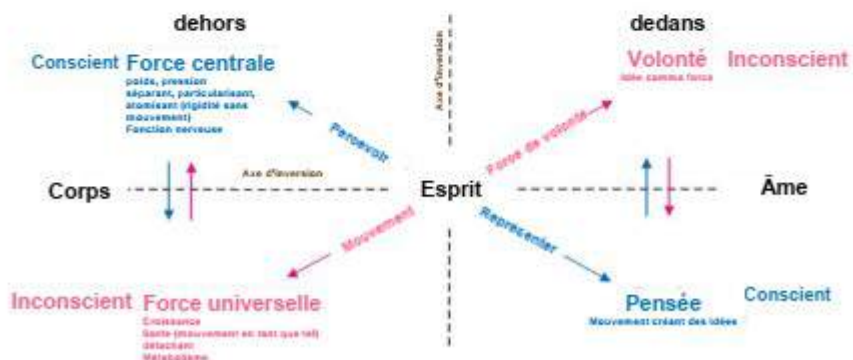 dehors
dedans
Conscient Force centrale
poids, pression
séparant, particularisant,
atomisant (rigidité sans
mouvement)
Fonction nerveuse
Axe d'inversion
Volonté Inconscient
Idée comme force
Percevoir
Force de volonté
Corps
Axe d'inversion
Esprit
Âme
Mouvement
Représenter
Inconscient Force universelle
Croissance
Santé (mouvement en tant que tel)
détachant
Métabolisme
Pensée Conscient
Mouvement créant des idées